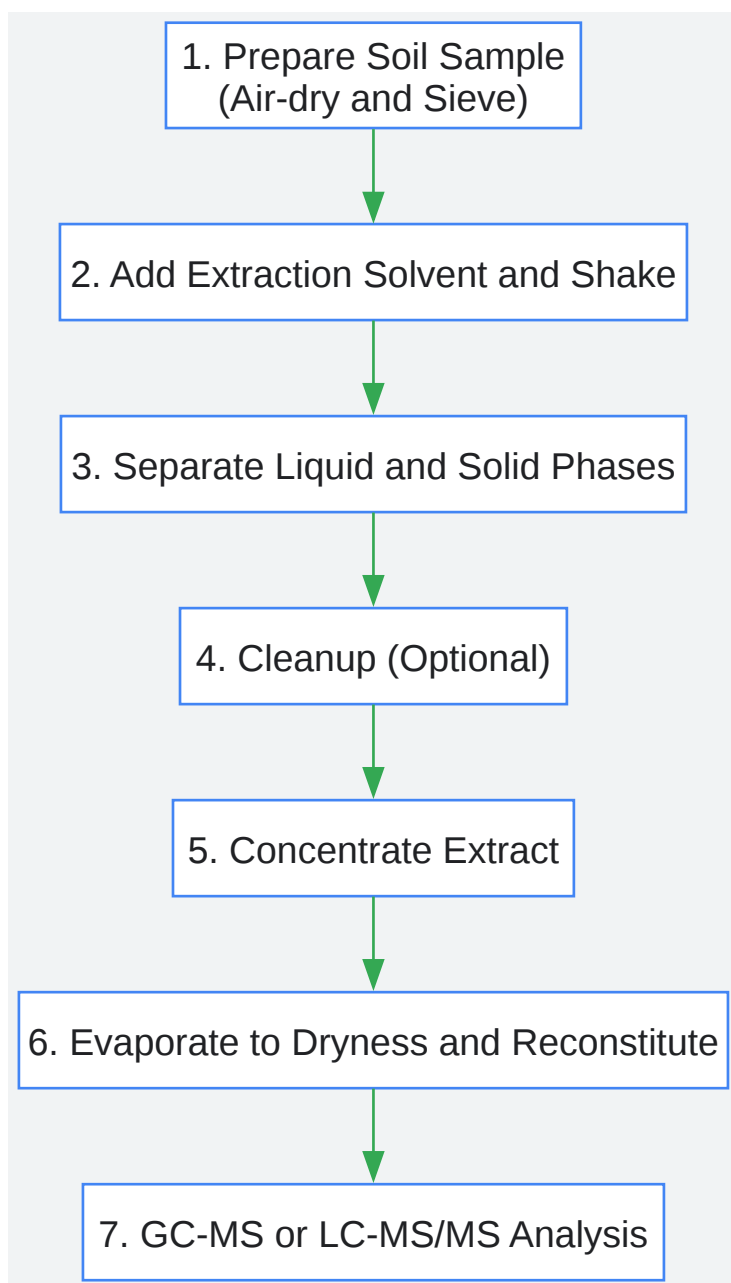 1. Prepare Soil Sample
(Air-dry and Sieve)
2. Add Extraction Solvent and Shake
3. Separate Liquid and Solid Phases
4. Cleanup (Optional)
5. Concentrate Extract
6. Evaporate to Dryness and Reconstitute
7. GC-MS or LC-MS/MS Analysis